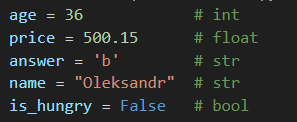 age = 36              # int
price = 500.15        # float
answer = 'b'          # str
name = "Oleksandr"    # str
is_hungry = False     # bool